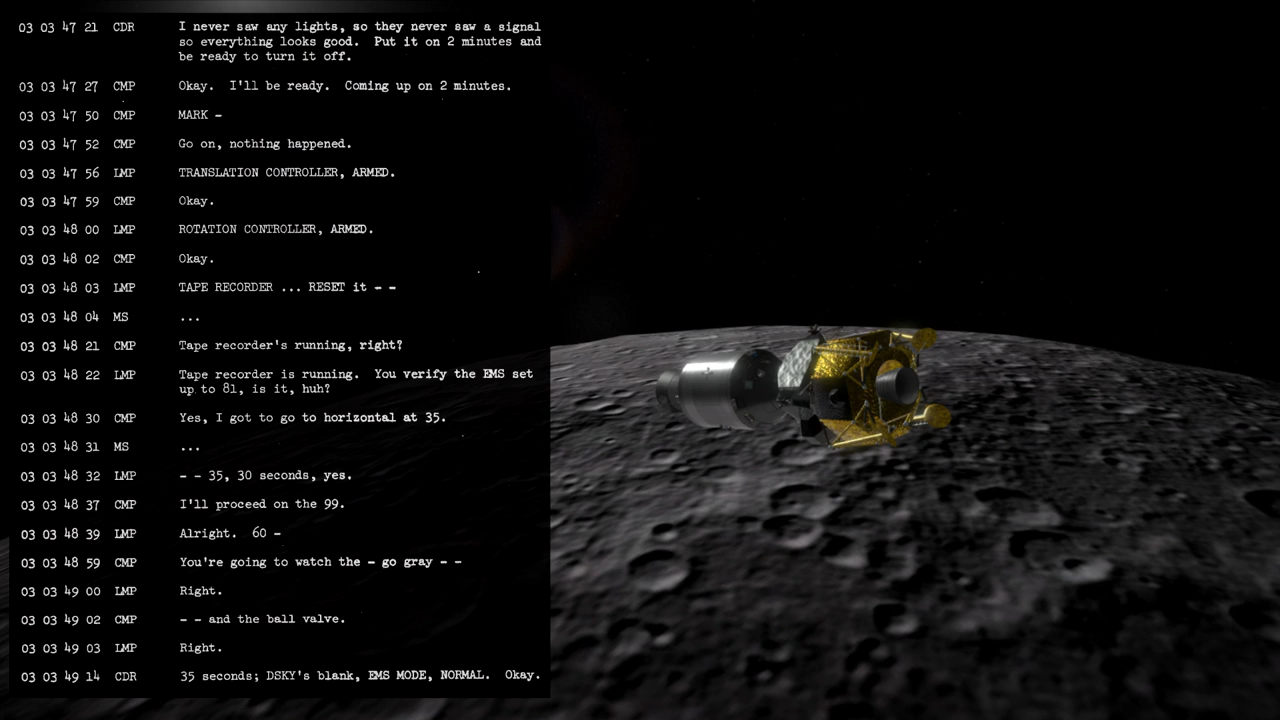 03 03 47 21 CDR I never saw any lights, so they never saw a signal
so everything looks good. Put it on 2 minutes and
be ready to turn it off.
03 03 47 27 CMP Okay. I'll be ready. Coming up on 2 minutes.
03 03 47 50 CMP MARK -
03 03 47 52 CMP Go on, nothing happened.
03 03 47 56 LMP TRANSLATION CONTROLLER, ARMED.
03 03 47 59 CMP Okay.
03 03 48 00 LMP ROTATION CONTROLLER, ARMED.
03 03 48 02 CMP Okay.
03 03 48 03 LMP TAPE RECORDER ... RESET it - -
03 03 48 04 MS ...
03 03 48 21 CMP Tape recorder's running, right?
03 03 48 22 LMP Tape recorder is running. You verify the EMS set
up to 81, is it, huh?
03 03 48 30 CMP Yes, I got to go to horizontal at 35.
03 03 48 31 MS ...
03 03 48 32 LMP - - 35, 30 seconds, yes.
03 03 48 37 CMP I'll proceed on the 99.
03 03 48 39 LMP Alright. 60 -
03 03 48 59 CMP You're going to watch the - go gray - -
03 03 49 00 LMP Right.
03 03 49 02 CMP - - and the ball valve.
03 03 49 03 LMP Right.
03 03 49 14 CDR 35 seconds; DSKY's blank, EMS MODE, NORMAL. Okay.